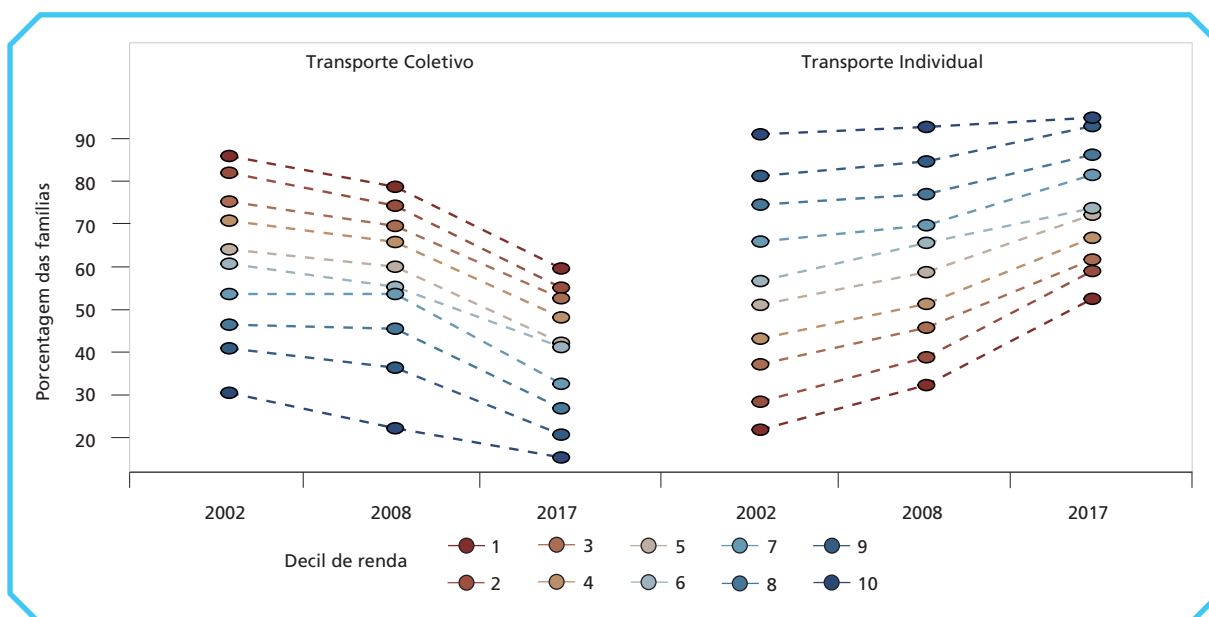 Transporte Coletivo Transporte Individual
Porcentagem das famílias
90
80
70
60
50
40
30
20
2002 2008 2017 2002 2008 2017
Decil de renda
1 3 5 7 9
2 4 6 8 10